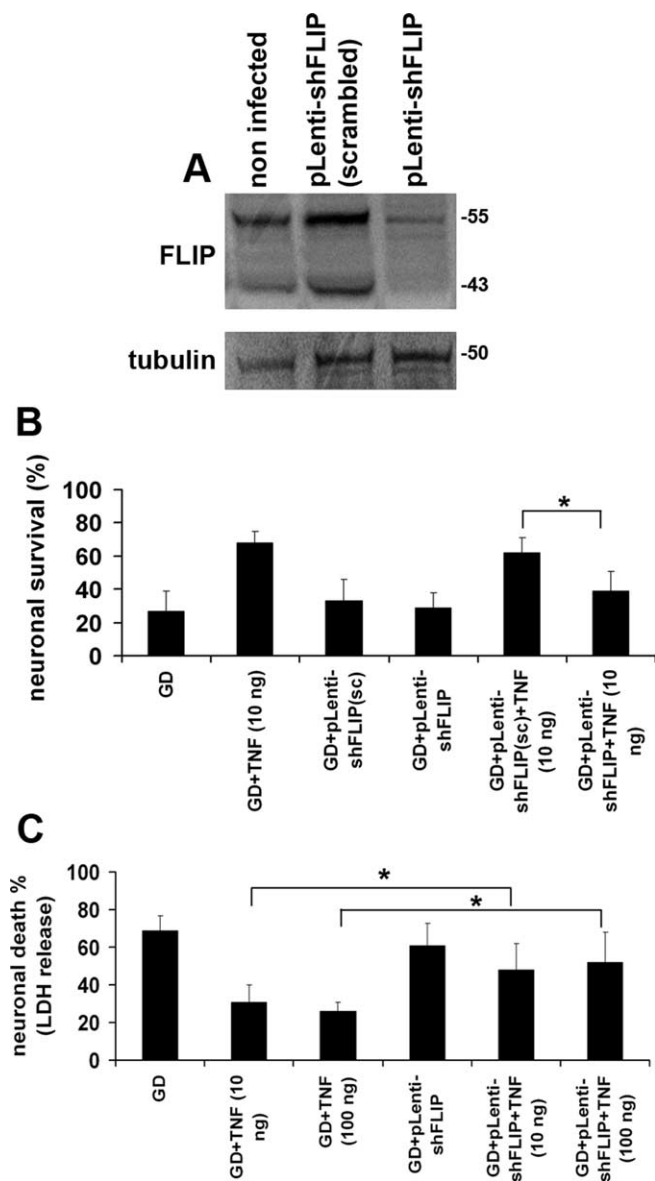 A
non infected
pLenti-shFLIP
(scrambled)
pLenti-shFLIP
FLIP
-55
-43
tubulin
-50
B
neuronal survival (%)
100
80
60
40
20
0
*
GD
GD+TNF (10 ng)
GD+pLenti-
shFLIP(sc)
GD+pLenti-
shFLIP
GD+pLenti-
shFLIP(sc)+TNF
(10 ng)
GD+pLenti-
shFLIP+TNF (10
ng)
C
neuronal death %
(LDH release)
100
80
60
40
20
0
*
*
GD
GD+TNF (10
ng)
GD+TNF
(100 ng)
GD+pLenti-
shFLIP
GD+pLenti-
shFLIP+TNF
(10 ng)
GD+pLenti-
shFLIP+TNF
(100 ng)